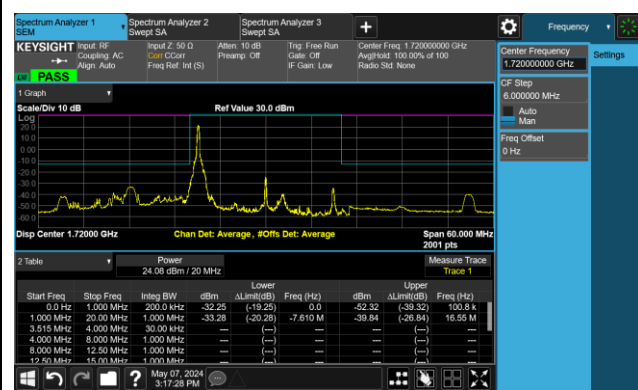 Spectrum Analyzer 1
SEM
Spectrum Analyzer 2
Swept SA
Spectrum Analyzer 3
Swept SA
+
Frequency
KEYSIGHT
Input: RF
Coupling: AC
Align: Auto
Input Z: 50 Ω
Corr CCorr
Freq Ref: Int (S)
Atten: 10 dB
Preamp: Off
Trig: Free Run
Gate: Off
IF Gain: Low
Center Freq: 1.720000000 GHz
Avg|Hold: 100.00% of 100
Radio Std: None
PASS
Center Frequency
1.720000000 GHz
Settings
CF Step
6.000000 MHz
Auto
Man
Freq Offset
0 Hz
1 Graph
Scale/Div 10 dB
Ref Value 30.0 dBm
Log
20.0
10.0
0.00
-10.0
-20.0
-30.0
-40.0
-50.0
-60.0
Disp Center 1.72000 GHz
Chan Det: Average , #Offs Det: Average
Span 60.000 MHz
2001 pts
2 Table
Power
24.08 dBm / 20 MHz
Measure Trace
Trace 1
Lower Upper
Start Freq Stop Freq Integ BW dBm ΔLimit(dB) Freq (Hz) dBm ΔLimit(dB) Freq (Hz)
0.0 Hz 1.000 MHz 200.0 kHz -32.25 (-19.25) 0.0 -52.32 (-39.32) 100.8 k
1.000 MHz 20.00 MHz 1.000 MHz -33.28 (-20.28) -7.610 M -39.84 (-26.84) 16.55 M
3.515 MHz 4.000 MHz 30.00 kHz --- (---) --- --- (---) ---
4.000 MHz 8.000 MHz 1.000 MHz --- (---) --- --- (---) ---
8.000 MHz 12.50 MHz 1.000 MHz --- (---) --- --- (---) ---
12.50 MHz 15.00 MHz 1.000 MHz --- (---) --- --- (---) ---
?
May 07, 2024
3:17:28 PM